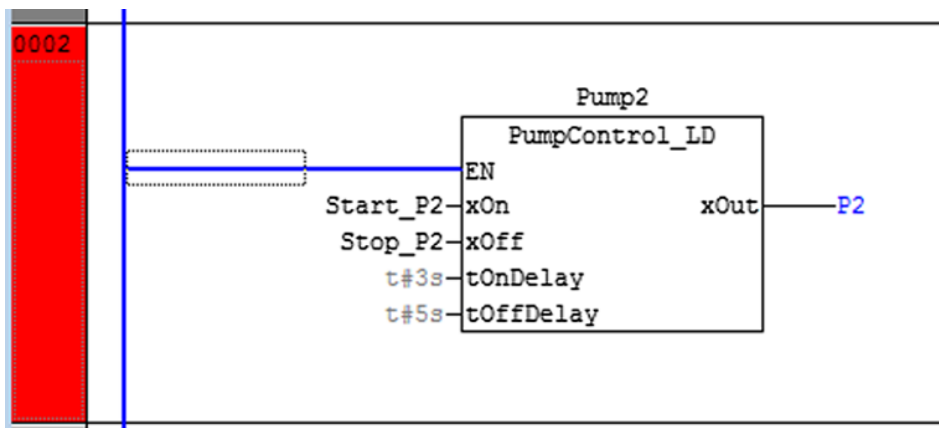 0002
Pump2
PumpControl_LD
EN
Start_P2 xOn xOut P2
Stop_P2 xOff
t#3s tOnDelay
t#5s tOffDelay